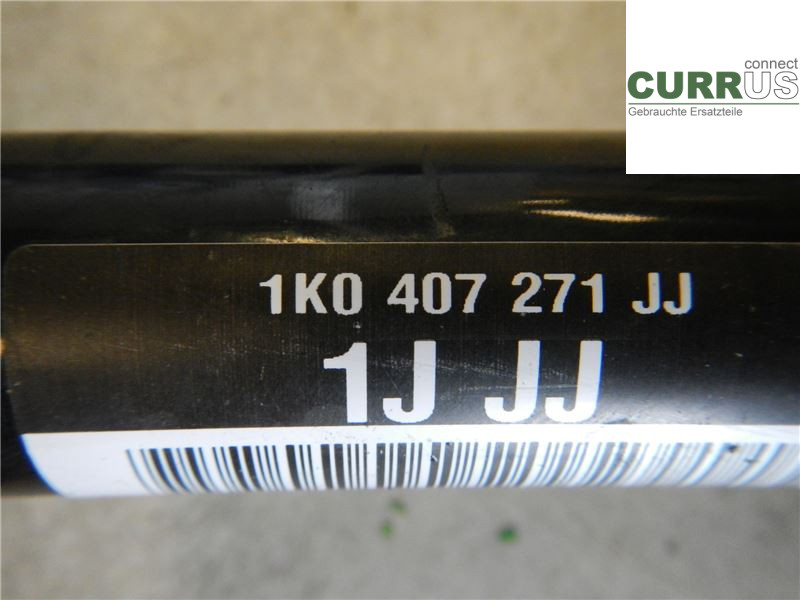 connect
CURRUS
Gebrauchte Ersatzteile
1K0 407 271 JJ
1J JJ